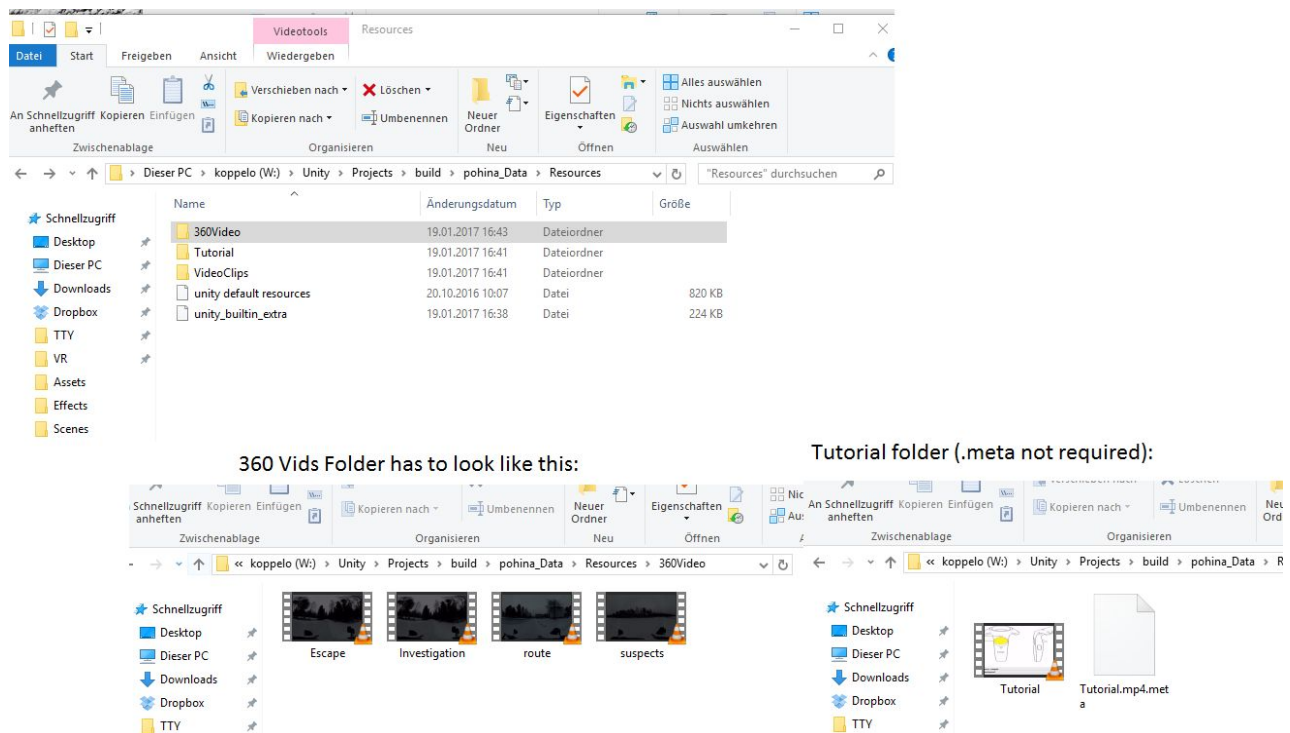 Videotools Resources
Datei Start Freigeben Ansicht Wiedergeben
An Schnellzugriff anheften
Kopieren
Einfügen
Verschieben nach
Kopieren nach
Löschen
Umbenennen
Neuer Ordner
Eigenschaften
Alles auswählen
Nichts auswählen
Auswahl umkehren
Zwischenablage Organisieren Neu Öffnen Auswählen
Dieser PC > koppelo (W:) > Unity > Projects > build > pohina_Data > Resources
"Resources" durchsuchen
Name Änderungsdatum Typ Größe
Schnellzugriff
Desktop
Dieser PC
Downloads
Dropbox
TTY
VR
Assets
Effects
Scenes
360Video 19.01.2017 16:43 Dateiordner
Tutorial 19.01.2017 16:41 Dateiordner
VideoClips 19.01.2017 16:41 Dateiordner
unity default resources 20.10.2016 10:07 Datei 820 KB
unity_builtin_extra 19.01.2017 16:38 Datei 224 KB
360 Vids Folder has to look like this:
Schnellzugriff Kopieren Einfügen
anheften
Kopieren nach
Umbenennen
Neuer
Ordner
Eigenschaften
Nic
Au
Zwischenablage Organisieren Neu Öffnen
« koppelo (W:) > Unity > Projects > build > pohina_Data > Resources > 360Video
Schnellzugriff
Desktop
Dieser PC
Downloads
Dropbox
TTY
Escape Investigation route suspects
Tutorial folder (.meta not required):
An Schnellzugriff Kopieren Einfügen
anheften
Kopieren nach
Umbenennen
Neu
Ord
Zwischenablage Organisieren
« koppelo (W:) > Unity > Projects > build > pohina_Data > R
Schnellzugriff
Desktop
Dieser PC
Downloads
Dropbox
TTY
Tutorial
Tutorial.mp4.met
a